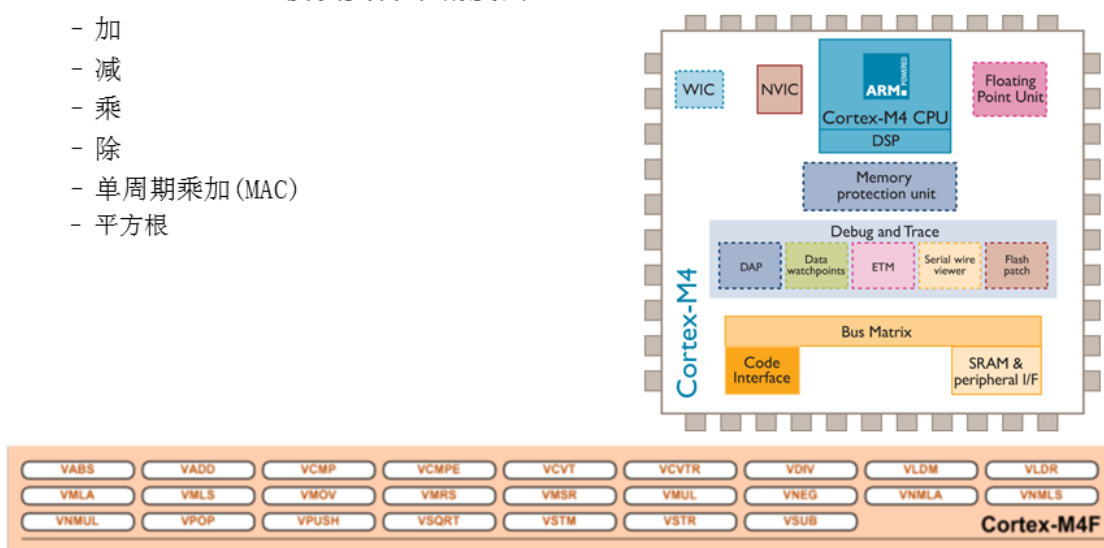 - 加
- 减
- 乘
- 除
- 单周期乘加(MAC)
- 平方根
WIC
NVIC
ARM
POWERED
Cortex-M4 CPU
DSP
Floating
Point Unit
Memory
protection unit
Debug and Trace
DAP
Data
watchpoints
ETM
Serial wire
viewer
Flash
patch
Cortex-M4
Bus Matrix
Code
Interface
SRAM &
peripheral I/F
VABS VADD VCMP VCMPE VCVT VCVTR VDIV VLDM VLDR
VMLA VMLS VMOV VMRS VMSR VMUL VNEG VNMLA VNMLS
VNMUL VPOP VPUSH VSQRT VSTM VSTR VSUB Cortex-M4F